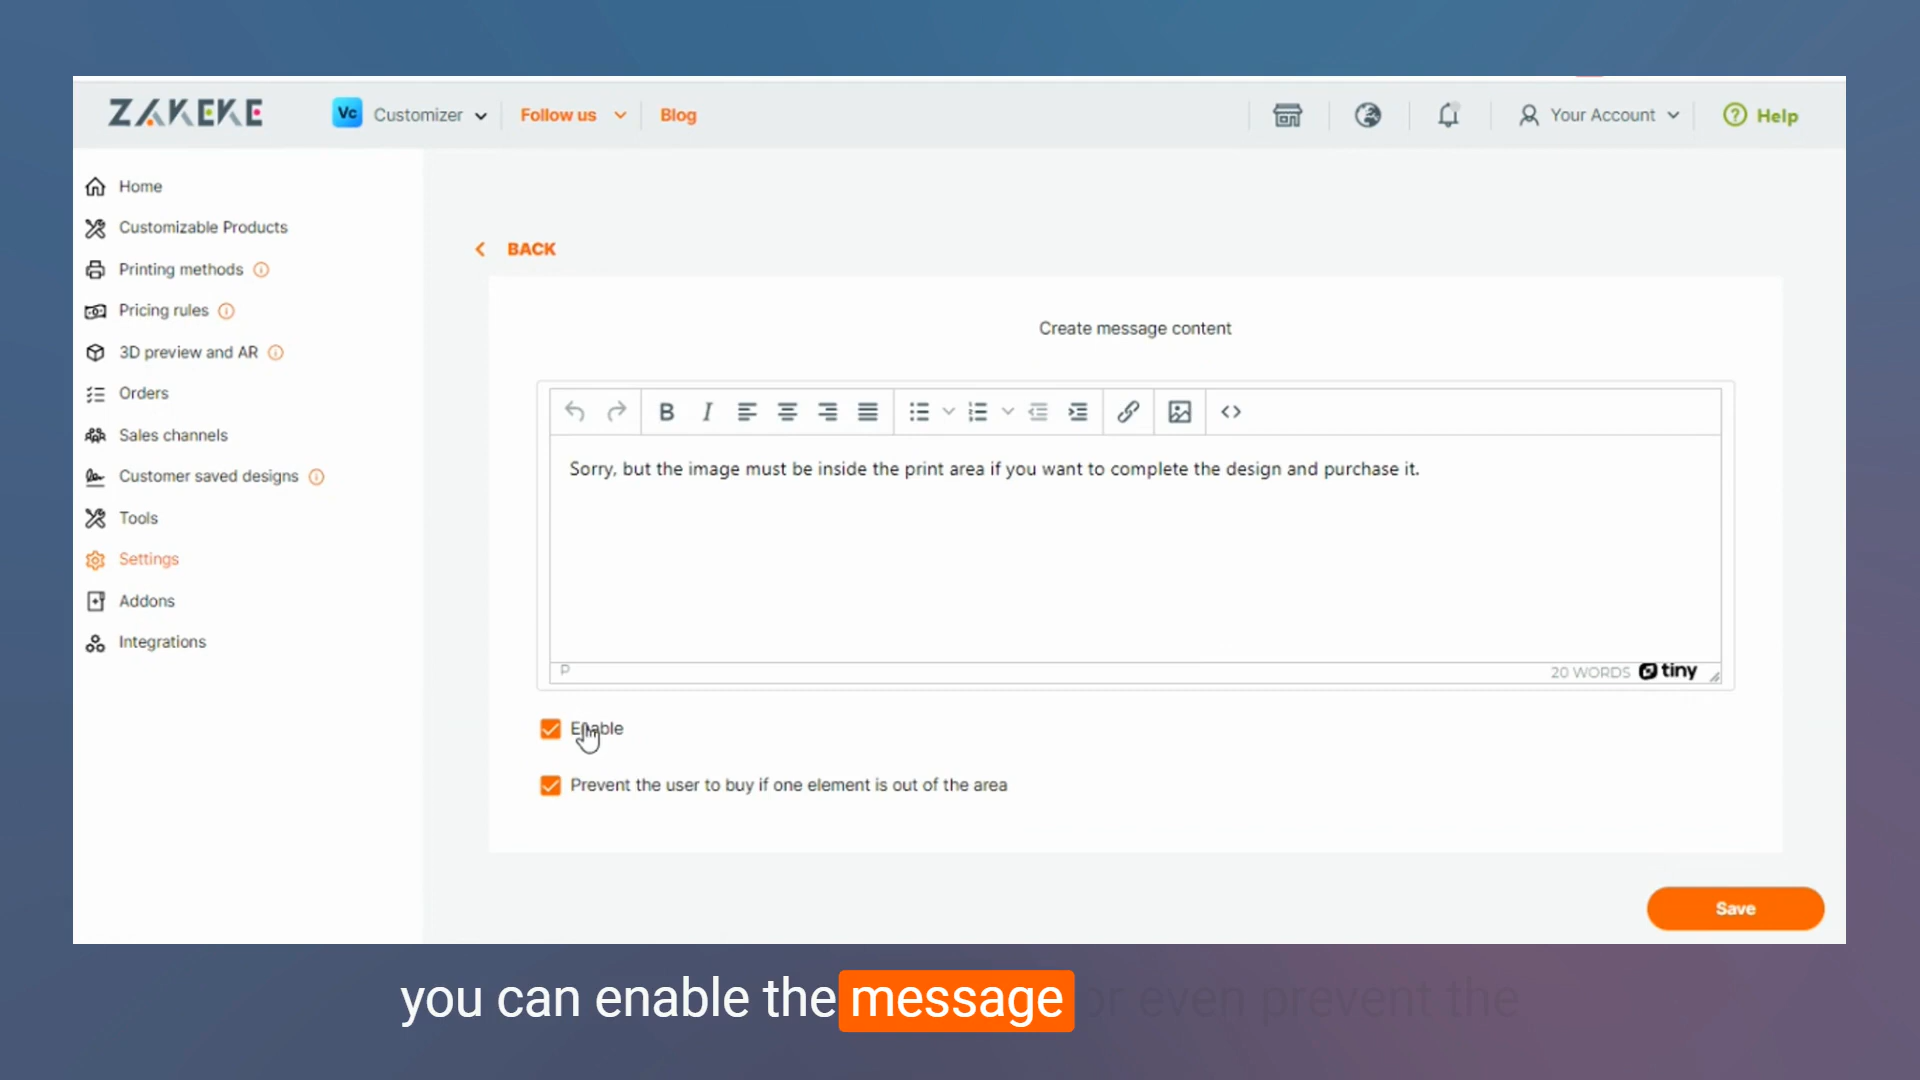 ZAKEKE
Vc Customizer
Follow us
Blog
Your Account
Help
Home
Customizable Products
Printing methods
Pricing rules
3D preview and AR
Orders
Sales channels
Customer saved designs
Tools
Settings
Addons
Integrations
BACK
Create message content
B I
Sorry, but the image must be inside the print area if you want to complete the design and purchase it.
P
20 WORDS tiny
Enable
Prevent the user to buy if one element is out of the area
Save
you can enable the message or even prevent the